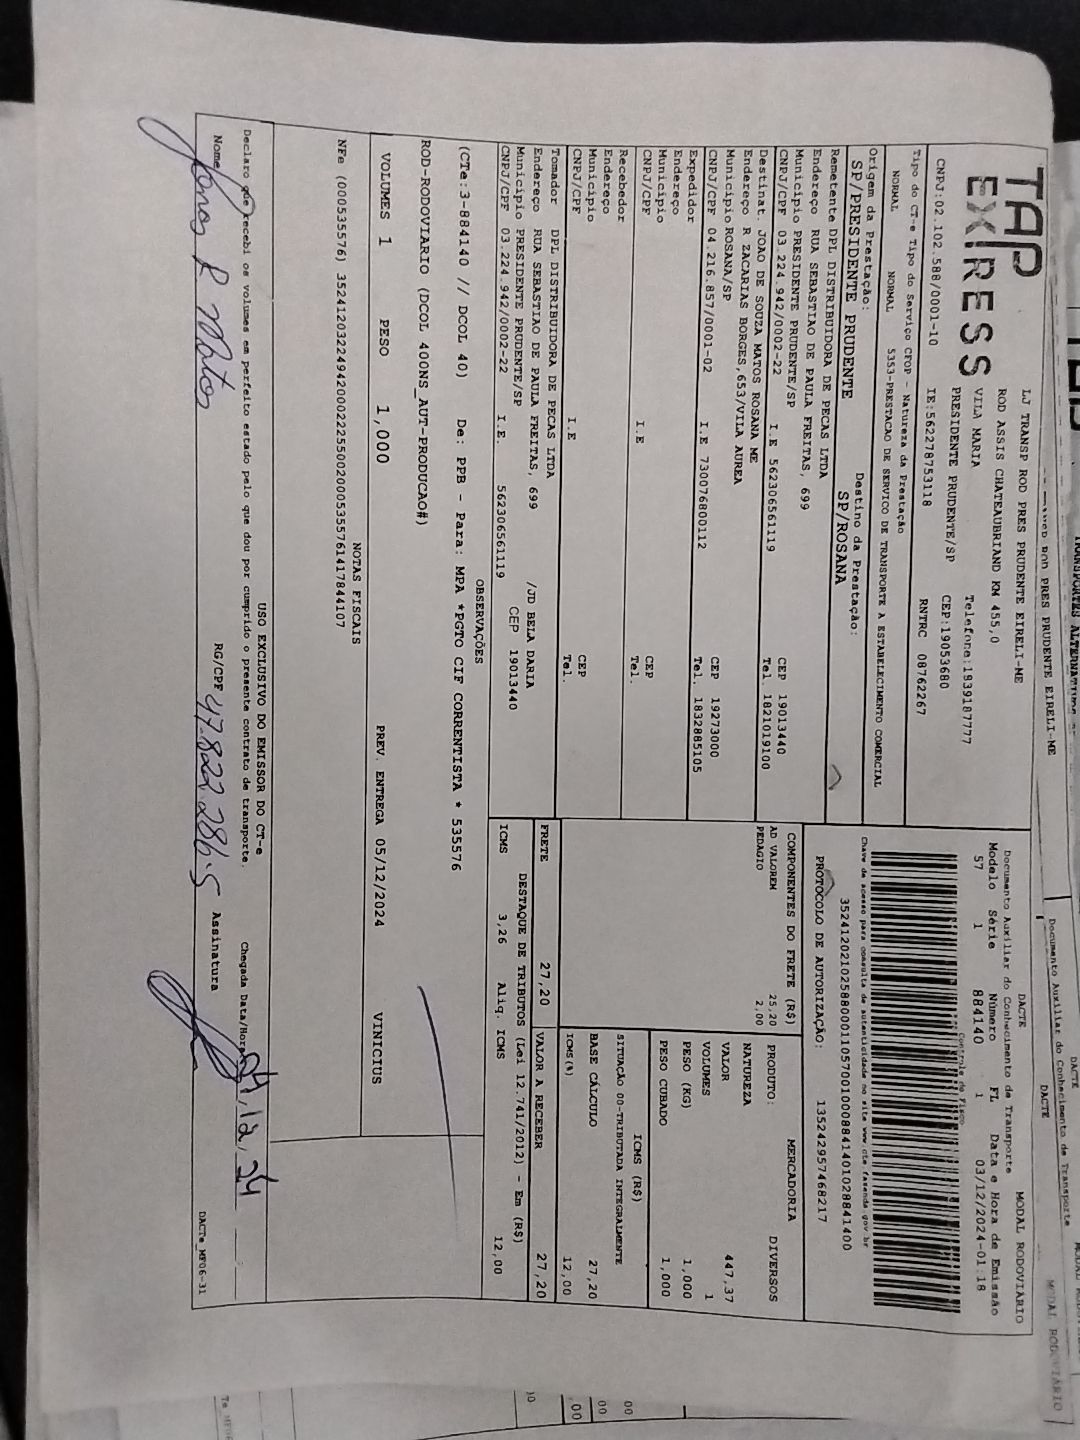 TAP
EXPRESS
LJ TRANSP ROD PRES PRUDENTE EIRELI-ME
ROD ASSIS CHATEAUBRIAND KM 455,0
VILA MARIA Telefone:1839187777
PRESIDENTE PRUDENTE/SP CEP:19053680
CNPJ:02.102.588/0001-10 IE:562278753118 RNTRC 08762267
Tipo do CT-e Tipo do Serviço CFOP - Natureza da Prestação
NORMAL NORMAL 5353-PRESTACAO DE SERVICO DE TRANSPORTE A ESTABELECIMENTO COMERCIAL
Origem da Prestação: Destino da Prestação:
SP/PRESIDENTE PRUDENTE SP/ROSANA
Remetente DPL DISTRIBUIDORA DE PECAS LTDA
Endereço RUA SEBASTIAO DE PAULA FREITAS, 699
Município PRESIDENTE PRUDENTE/SP CEP 19013440
CNPJ/CPF 03.224.942/0002-22 I.E 562306561119 Tel. 1821019100
Destinat. JOAO DE SOUZA MATOS ROSANA ME
Endereço R ZACARIAS BORGES,653/VILA AUREA
Município ROSANA/SP CEP 19273000
CNPJ/CPF 04.216.857/0001-02 I.E 730076800112 Tel. 1832885105
Expedidor
Endereço
Município CEP
CNPJ/CPF I.E Tel.
Recebedor
Endereço
Município CEP
CNPJ/CPF I.E Tel.
Tomador DPL DISTRIBUIDORA DE PECAS LTDA
Endereço RUA SEBASTIAO DE PAULA FREITAS, 699 /JD BELA DARIA
Município PRESIDENTE PRUDENTE/SP CEP 19013440
CNPJ/CPF 03.224.942/0002-22 I.E. 562306561119
DACTE MODAL RODOVIÁRIO
Documento Auxiliar do Conhecimento de Transporte
Modelo Série Número FL Data e Hora de Emissão
57 1 884140 1 03/12/2024-01:18
Controle do Fisco
Chave de acesso para consulta de autenticidade no site www.cte.fazenda.gov.br
35241202102588000110570010008841401028841400
PROTOCOLO DE AUTORIZAÇÃO: 135242957468217
COMPONENTES DO FRETE (R$)
AD VALOREM 25,20
PEDAGIO 2,00
MERCADORIA
PRODUTO: DIVERSOS
NATUREZA
VALOR 447,37
VOLUMES 1
PESO (KG) 1,000
PESO CUBADO 1,000
ICMS (R$)
SITUAÇÃO 00-TRIBUTADA INTEGRALMENTE
BASE CÁLCULO 27,20
ICMS(%) 12,00
FRETE 27,20 VALOR A RECEBER 27,20
DESTAQUE DE TRIBUTOS (Lei 12.741/2012) - Em (R$)
ICMS 3,26 Aliq. ICMS 12,00
OBSERVAÇÕES
(CTe:3-884140 // DCOL 40) De: PPB - Para: MPA *PGTO CIF CORRENTISTA * 535576
ROD-RODOVIARIO (DCOL 400NS_AUT-PRODUCAO#)
VOLUMES 1 PESO 1,000 PREV. ENTREGA 05/12/2024 VINICIUS
NOTAS FISCAIS
NFe (000535576) 35241203224942000222550020005355761417844107
USO EXCLUSIVO DO EMISSOR DO CT-e
Declaro que recebi os volumes em perfeito estado pelo que dou por cumprido o presente contrato de transporte. Chegada Data/Hora 04,12,24
Nome R Matos RG/CPF 47.822.286-5 Assinatura
DACTe_MF06-31